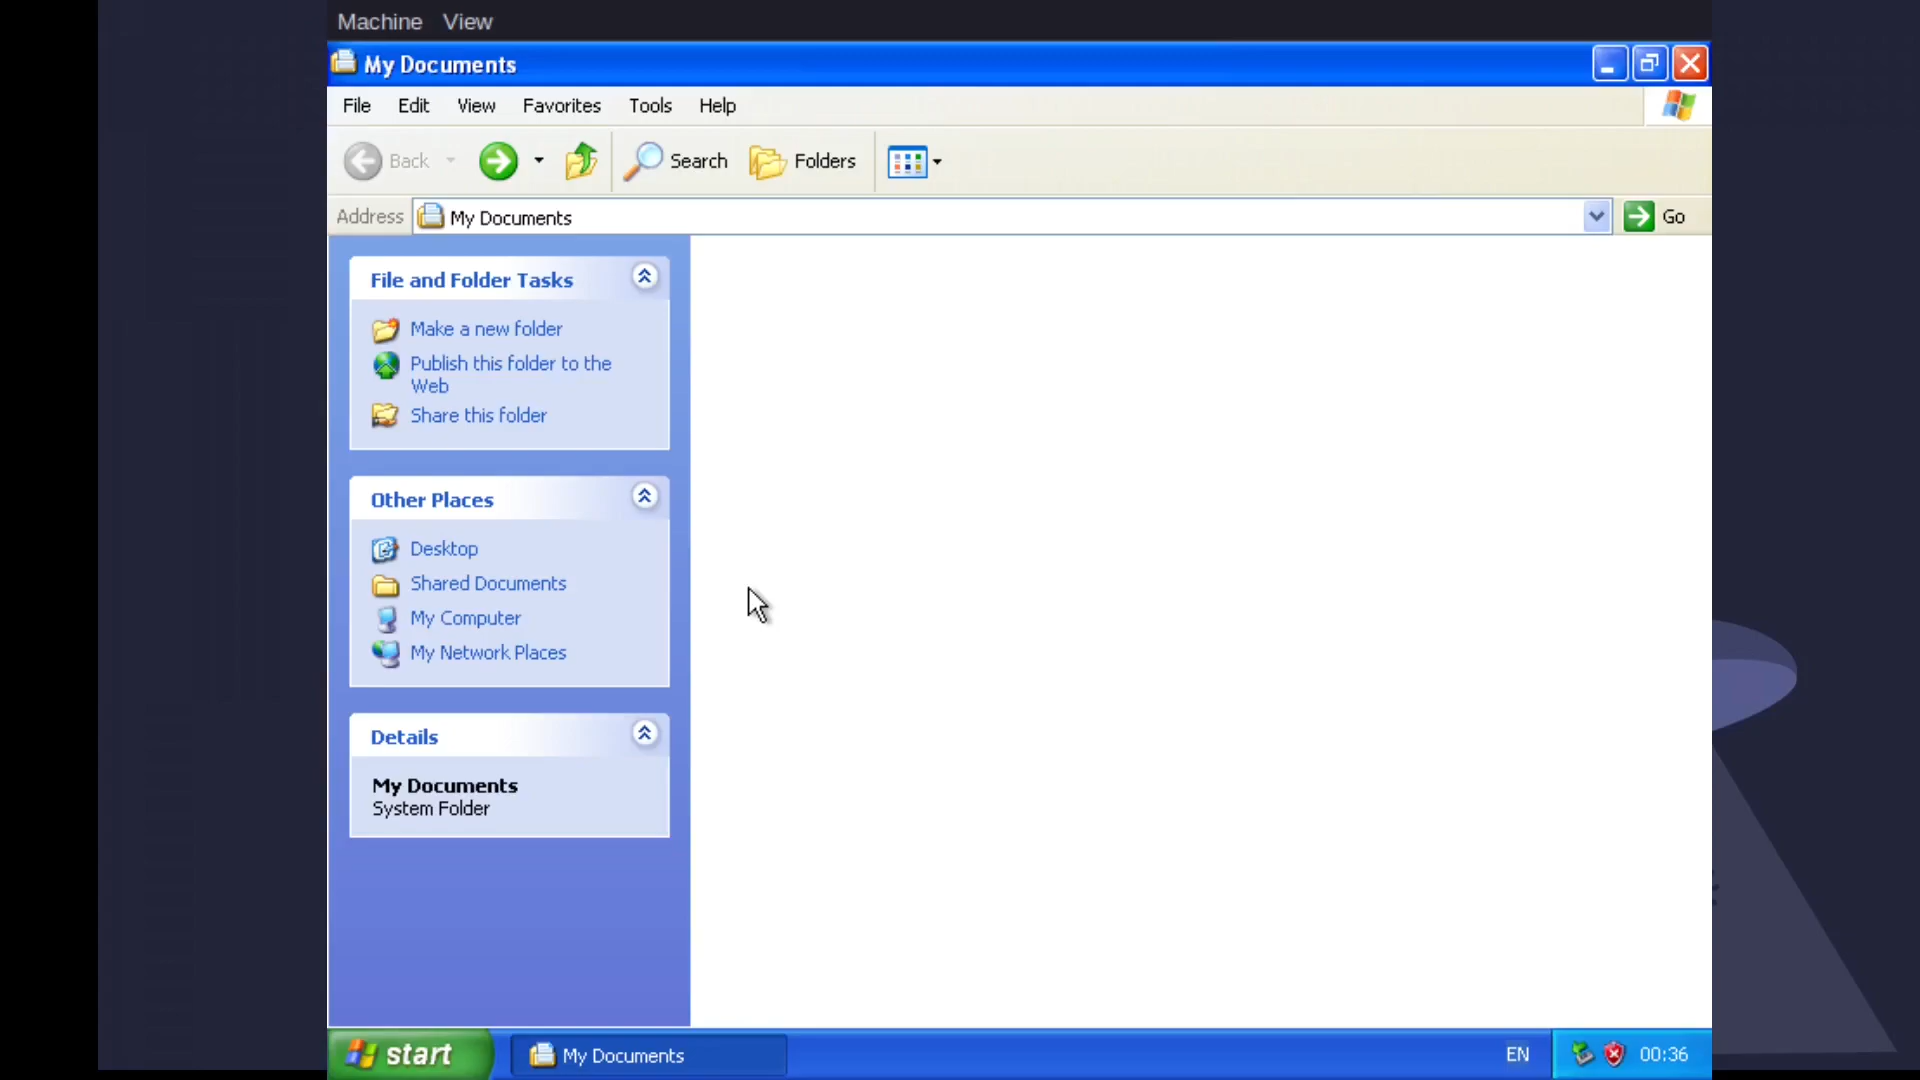 Machine View
My Documents
File Edit View Favorites Tools Help
Back Search Folders
Address My Documents Go
File and Folder Tasks
Make a new folder
Publish this folder to the
Web
Share this folder
Other Places
Desktop
Shared Documents
My Computer
My Network Places
Details
My Documents
System Folder
start My Documents EN 00:36